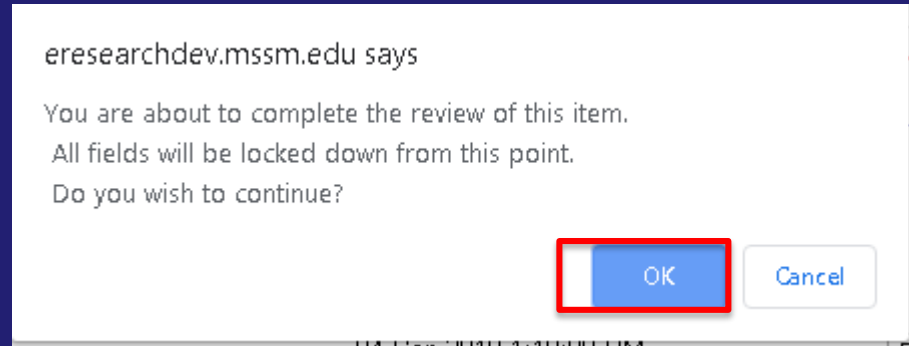 eresearchdev.mssm.edu says
You are about to complete the review of this item.
All fields will be locked down from this point.
Do you wish to continue?
OK
Cancel